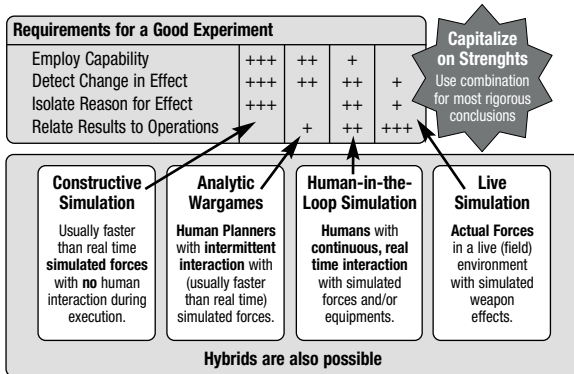 Requirements for a Good Experiment
Employ Capability +++ ++ +
Detect Change in Effect +++ ++ ++ +
Isolate Reason for Effect +++ ++ +
Relate Results to Operations + ++ +++
Capitalize
on Strenghts
Use combination
for most rigorous
conclusions
Constructive
Simulation
Usually faster
than real time
simulated forces
with no human
interaction during
execution.
Analytic
Wargames
Human Planners
with intermittent
interaction with
(usually faster
than real time)
simulated forces.
Human-in-the-
Loop Simulation
Humans with
continuous, real
time interaction
with simulated
forces and/or
equipments.
Live
Simulation
Actual Forces
in a live (field)
environment
with simulated
weapon
effects.
Hybrids are also possible